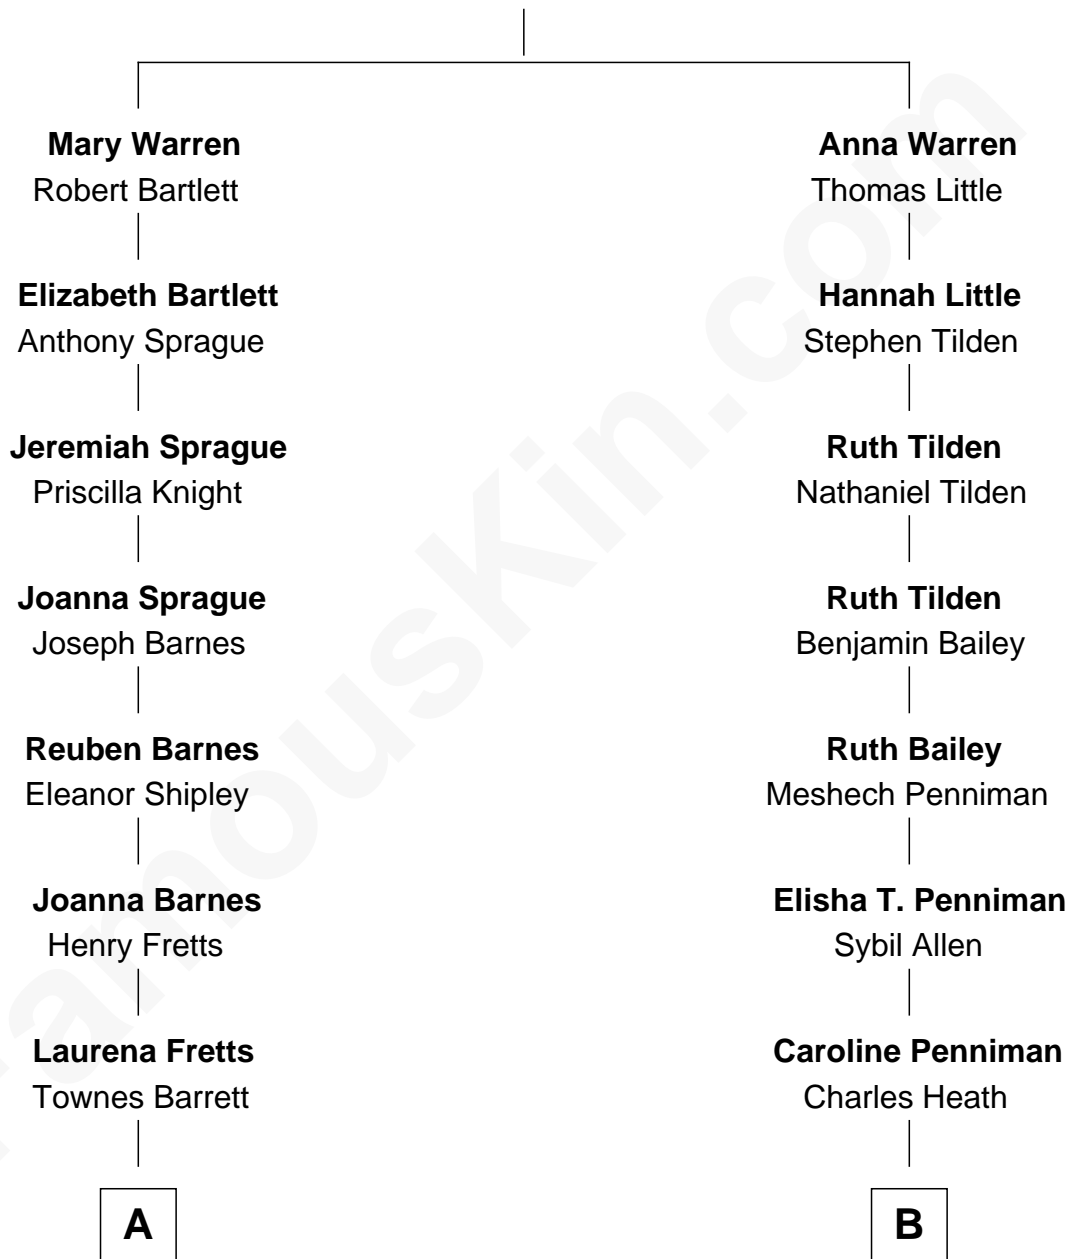 Mary Warren
Robert Bartlett
Elizabeth Bartlett
Anthony Sprague
Jeremiah Sprague
Priscilla Knight
Joanna Sprague
Joseph Barnes
Reuben Barnes
Eleanor Shipley
Joanna Barnes
Henry Fretts
Laurena Fretts
Townes Barrett
A
Anna Warren
Thomas Little
Hannah Little
Stephen Tilden
Ruth Tilden
Nathaniel Tilden
Ruth Tilden
Benjamin Bailey
Ruth Bailey
Meshech Penniman
Elisha T. Penniman
Sybil Allen
Caroline Penniman
Charles Heath
B
FamousKin.com